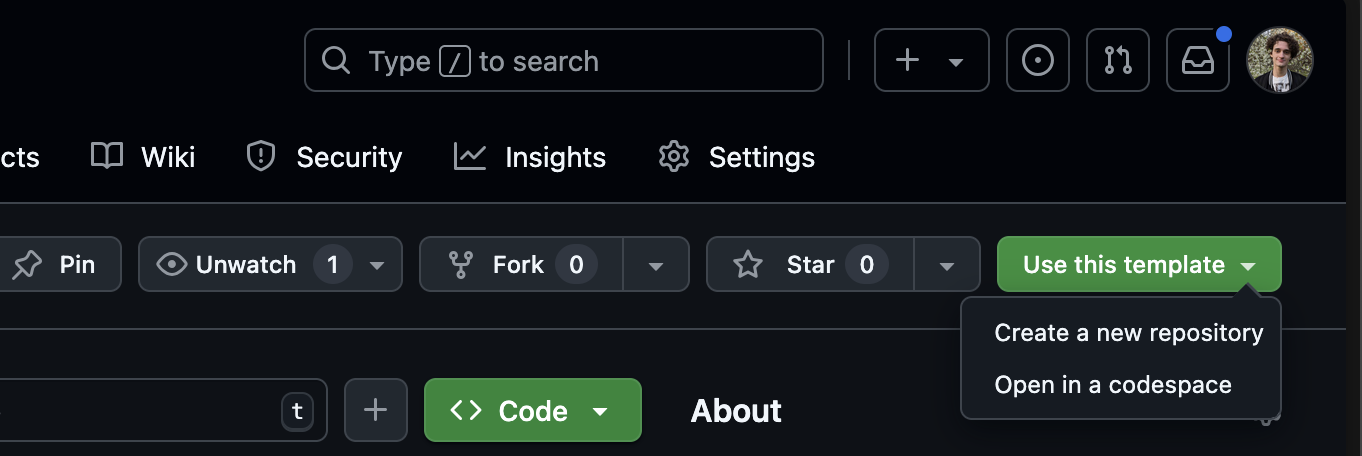 Type / to search
cts Wiki Security Insights Settings
Pin Unwatch 1 Fork 0 Star 0 Use this template
Create a new repository
Open in a codespace
t Code About